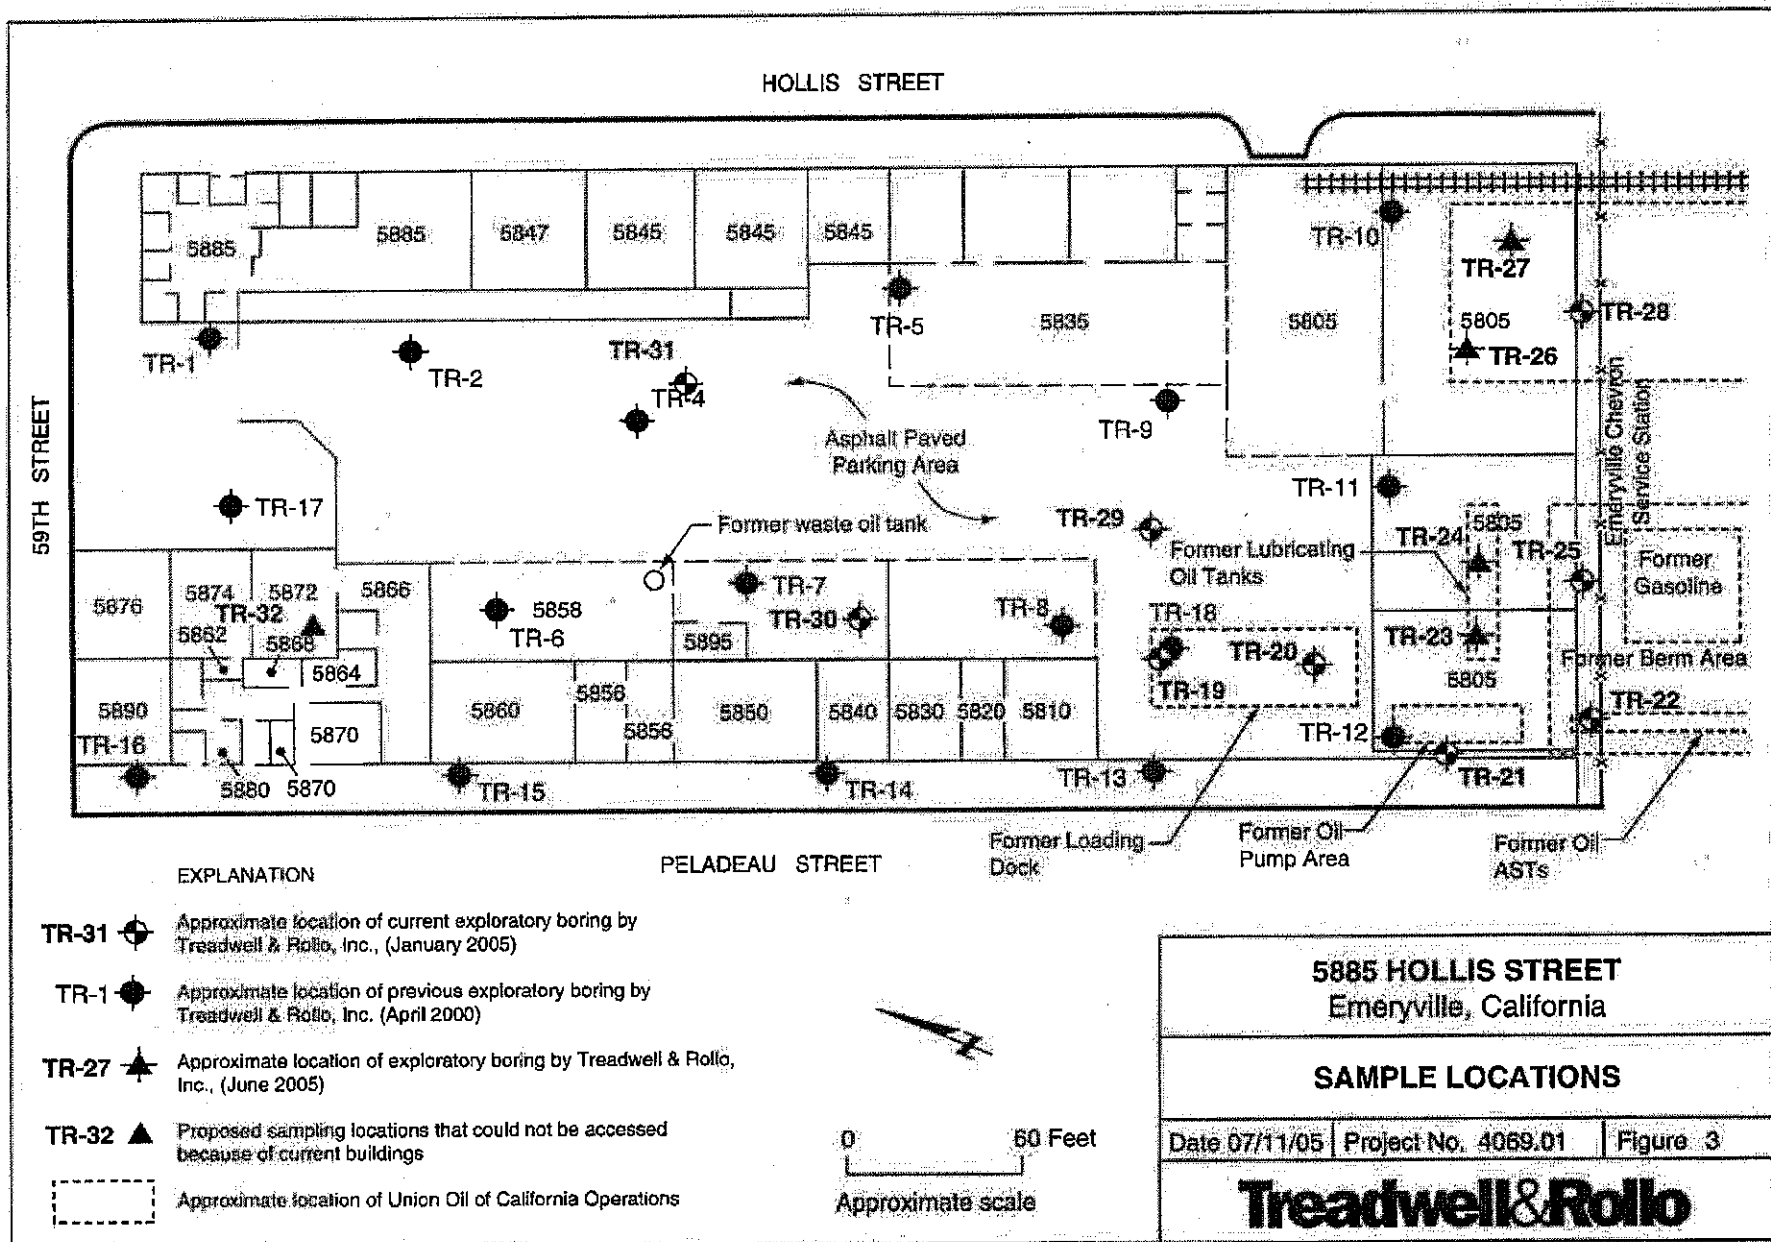 HOLLIS STREET
5885
5885
5847
5845
5845
5845
5835
5805
TR-10
TR-27
5805
TR-28
TR-26
TR-1
TR-2
TR-31
TR-4
TR-5
TR-9
Asphalt Paved
Parking Area
59TH STREET
Emeryville Chevron
Service Station
TR-17
TR-11
Former waste oil tank
TR-29
Former Lubricating
Oil Tanks
5805
TR-24
TR-25
Former
Gasoline
5876
5874
5872
5866
TR-32
5862
5868
5864
TR-6
5858
TR-7
TR-30
5895
TR-8
TR-18
TR-20
TR-19
TR-23
5805
Former Berm Area
5890
TR-16
5870
5880
5870
5860
5856
5856
5850
5840
5830
5820
5810
TR-12
TR-22
TR-21
TR-15
TR-14
TR-13
PELADEAU STREET
Former Loading
Dock
Former Oil
Pump Area
Former Oil
ASTs
EXPLANATION
TR-31 Approximate location of current exploratory boring by
Treadwell & Rollo, Inc., (January 2005)
TR-1 Approximate location of previous exploratory boring by
Treadwell & Rollo, Inc. (April 2000)
TR-27 Approximate location of exploratory boring by Treadwell & Rollo,
Inc., (June 2005)
TR-32 Proposed sampling locations that could not be accessed
because of current buildings
Approximate location of Union Oil of California Operations
0 60 Feet
Approximate scale
5885 HOLLIS STREET
Emeryville, California
SAMPLE LOCATIONS
Date 07/11/05 Project No. 4069.01 Figure 3
Treadwell&Rollo